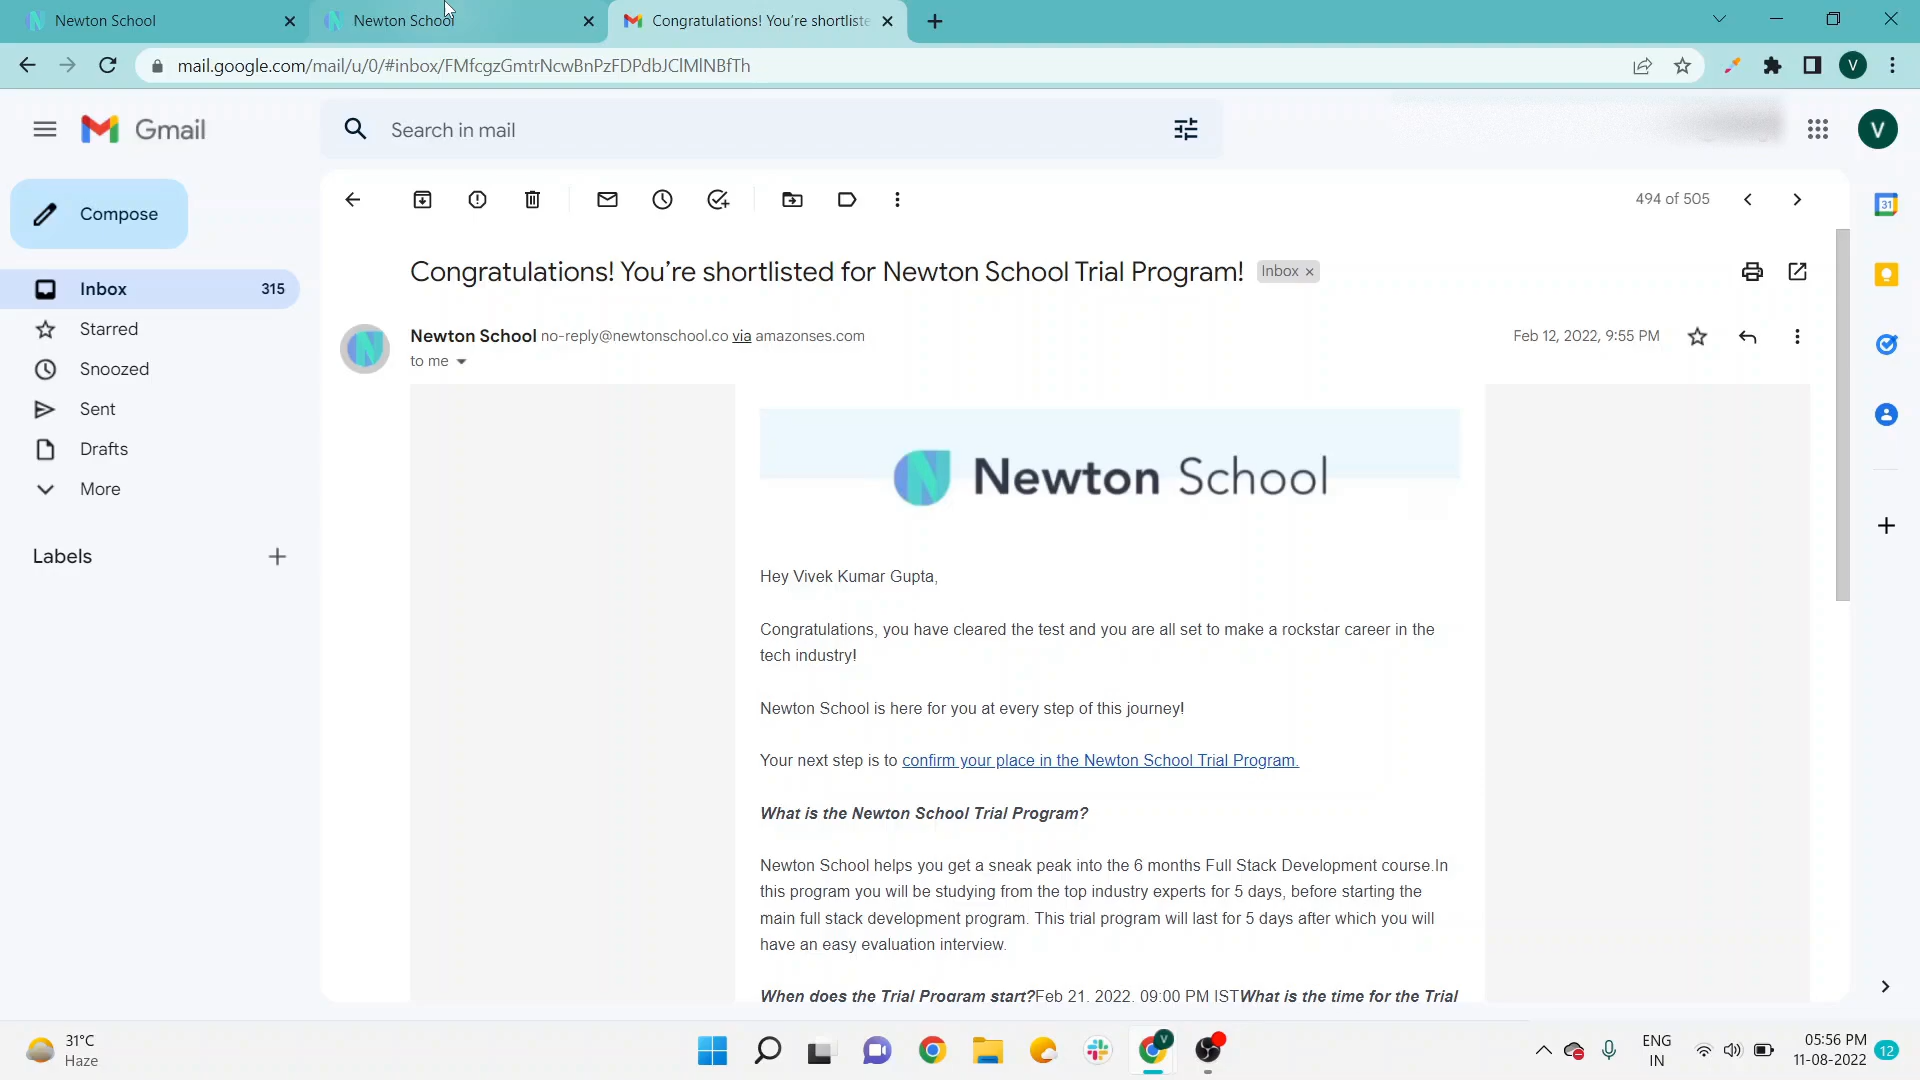 Newton School
Newton School
Congratulations! You're shortliste
mail.google.com/mail/u/0/#inbox/FMfcgzGmtrNcwBnPzFDPdbJClMlNBfTh
V
Gmail
Search in mail
V
Compose
494 of 505
31
Inbox 315
Starred
Snoozed
Sent
Drafts
More
Labels
Congratulations! You're shortlisted for Newton School Trial Program! Inbox
Newton School no-reply@newtonschool.co via amazonses.com
Feb 12, 2022, 9:55 PM
to me
Newton School
Hey Vivek Kumar Gupta,
Congratulations, you have cleared the test and you are all set to make a rockstar career in the
tech industry!
Newton School is here for you at every step of this journey!
Your next step is to confirm your place in the Newton School Trial Program.
What is the Newton School Trial Program?
Newton School helps you get a sneak peak into the 6 months Full Stack Development course.In
this program you will be studying from the top industry experts for 5 days, before starting the
main full stack development program. This trial program will last for 5 days after which you will
have an easy evaluation interview.
When does the Trial Program start?Feb 21, 2022, 09:00 PM ISTWhat is the time for the Trial
31°C
Haze
V
ENG
IN
05:56 PM
11-08-2022
12